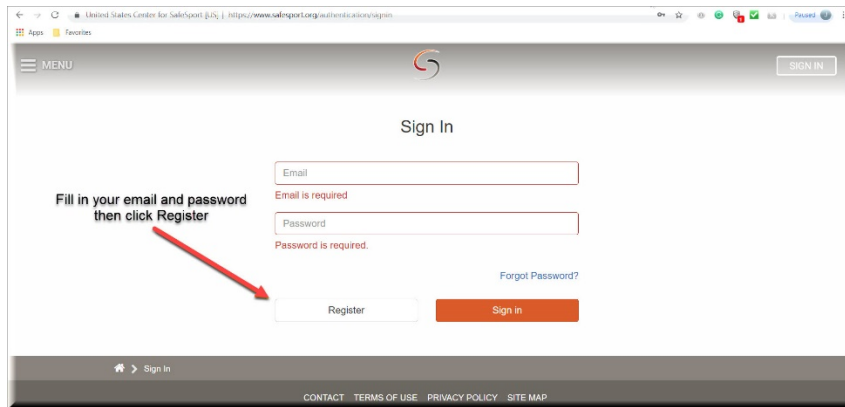 United States Center for SafeSport [US] | https://www.safesport.org/authentication/signin
Paused
Apps
Favorites
MENU
SIGN IN
Sign In
Email
Email is required
Fill in your email and password
then click Register
Password
Password is required.
Forgot Password?
Register
Sign in
Sign In
CONTACT TERMS OF USE PRIVACY POLICY SITE MAP